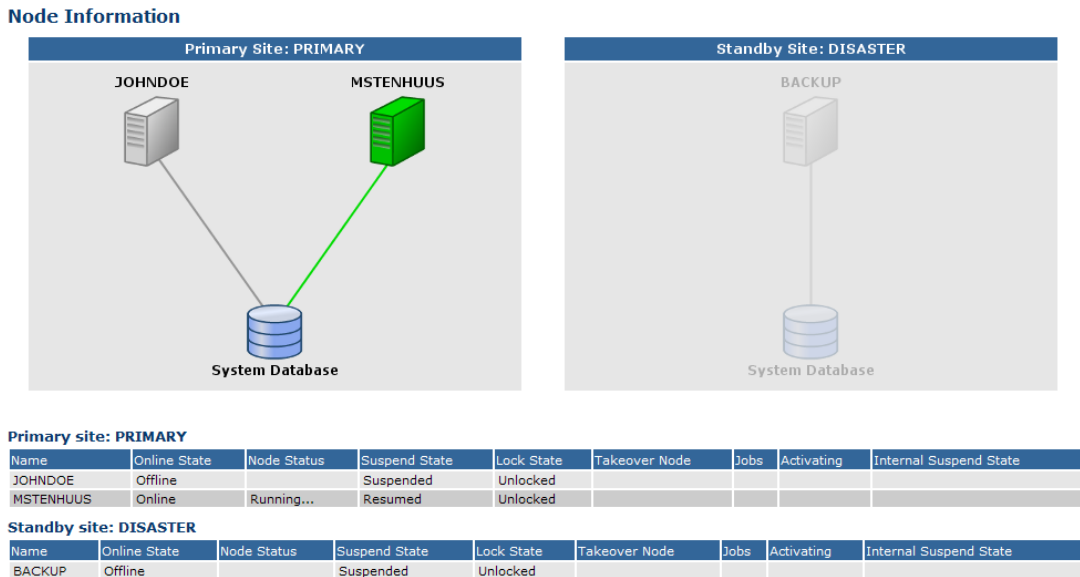 Node Information
Primary Site: PRIMARY Standby Site: DISASTER
JOHNDOE MSTENHUUS BACKUP
System Database System Database
Primary site: PRIMARY
Name Online State Node Status Suspend State Lock State Takeover Node Jobs Activating Internal Suspend State
JOHNDOE Offline Suspended Unlocked
MSTENHUUS Online Running... Resumed Unlocked
Standby site: DISASTER
Name Online State Node Status Suspend State Lock State Takeover Node Jobs Activating Internal Suspend State
BACKUP Offline Suspended Unlocked